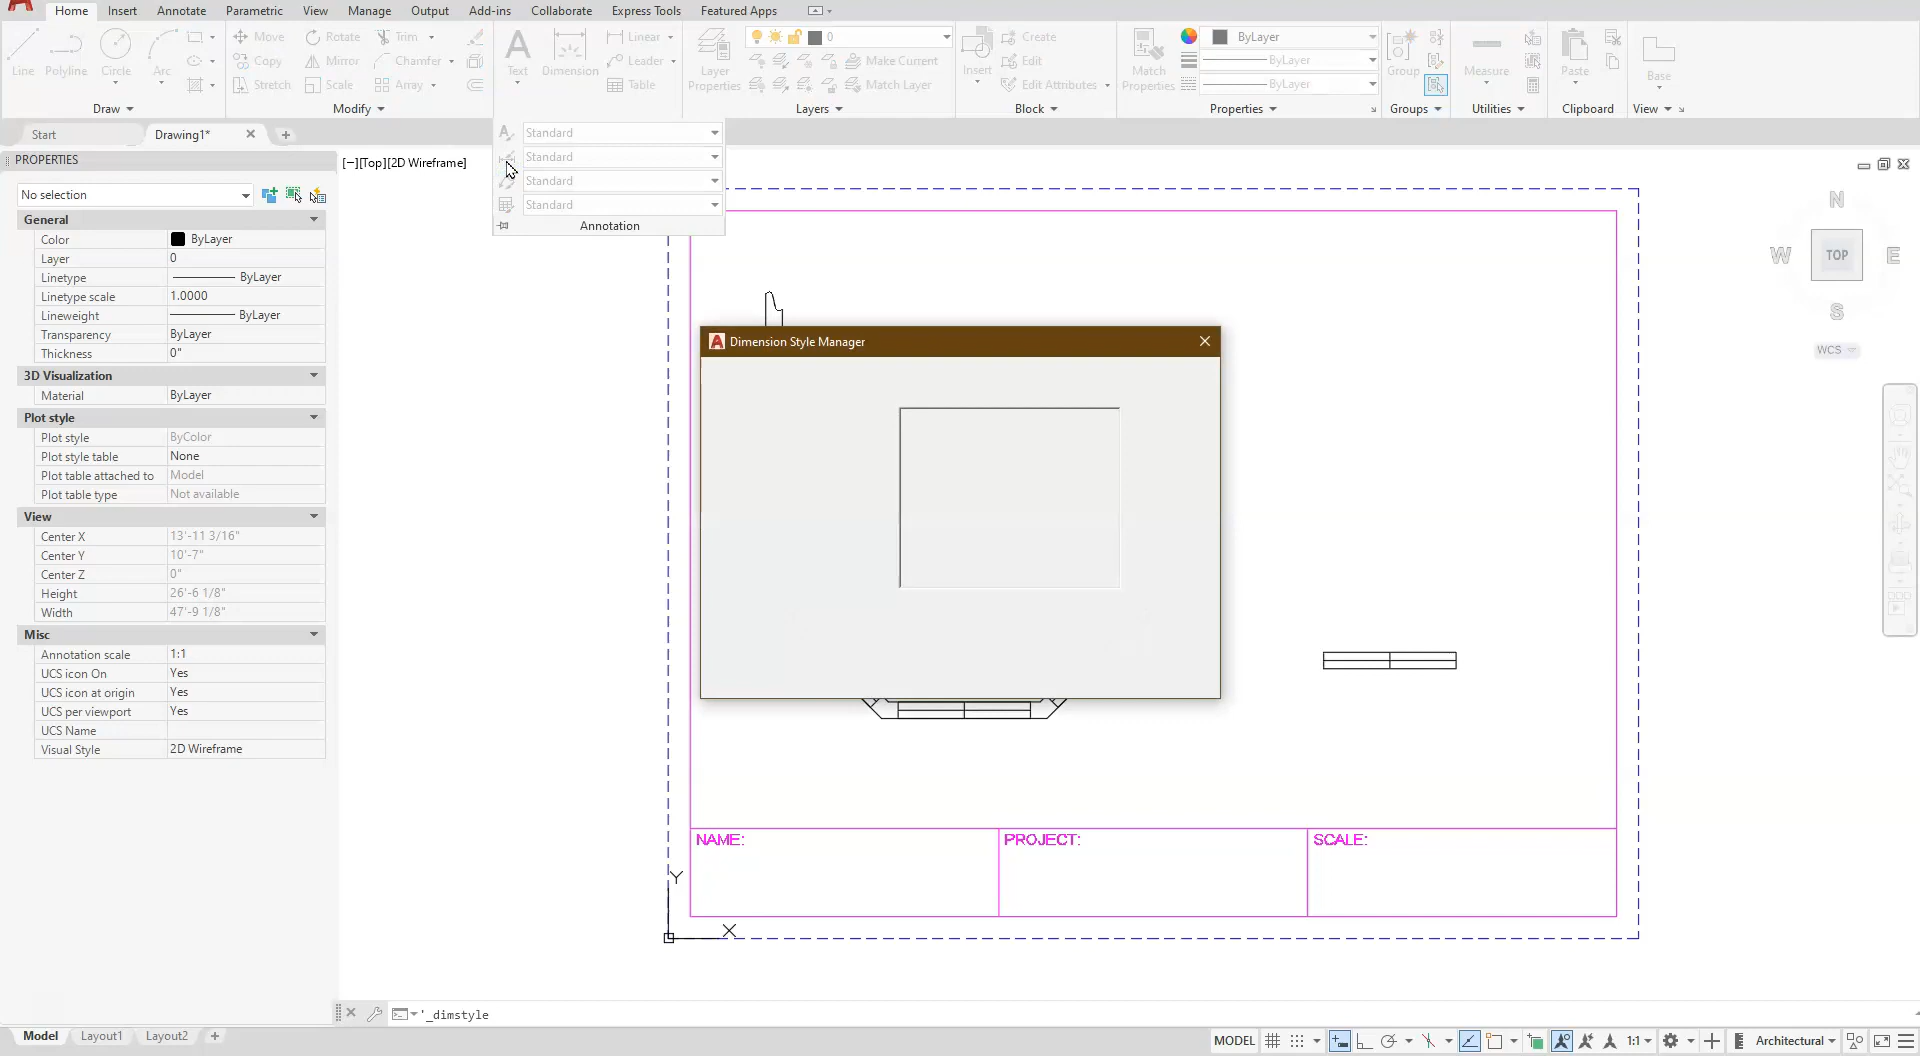 Home Insert Annotate Parametric View Manage Output Add-ins Collaborate Express Tools Featured Apps
Line Polyline Circle Arc
Move Rotate Trim
Copy Mirror Chamfer
Stretch Scale Array
Text Dimension
Linear
Leader
Table
Layer Properties
0
Make Current
Match Layer
Insert
Create
Edit
Edit Attributes
Match Properties
ByLayer
ByLayer
ByLayer
Group
Measure
Paste
Base
Draw Modify Layers Block Properties Groups Utilities Clipboard View
Start Drawing1*
Standard
Standard
Standard
Standard
Annotation
PROPERTIES
[−][Top][2D Wireframe]
No selection
General
Color ByLayer
Layer 0
Linetype ByLayer
Linetype scale 1.0000
Lineweight ByLayer
Transparency ByLayer
Thickness 0"
3D Visualization
Material ByLayer
Plot style
Plot style ByColor
Plot style table None
Plot table attached to Model
Plot table type Not available
View
Center X 13'-11 3/16"
Center Y 10'-7"
Center Z 0"
Height 26'-6 1/8"
Width 47'-9 1/8"
Misc
Annotation scale 1:1
UCS icon On Yes
UCS icon at origin Yes
UCS per viewport Yes
UCS Name
Visual Style 2D Wireframe
Dimension Style Manager
N
W TOP E
S
WCS
NAME: PROJECT: SCALE:
Y
X
'_dimstyle
Model Layout1 Layout2
MODEL 1:1 Architectural